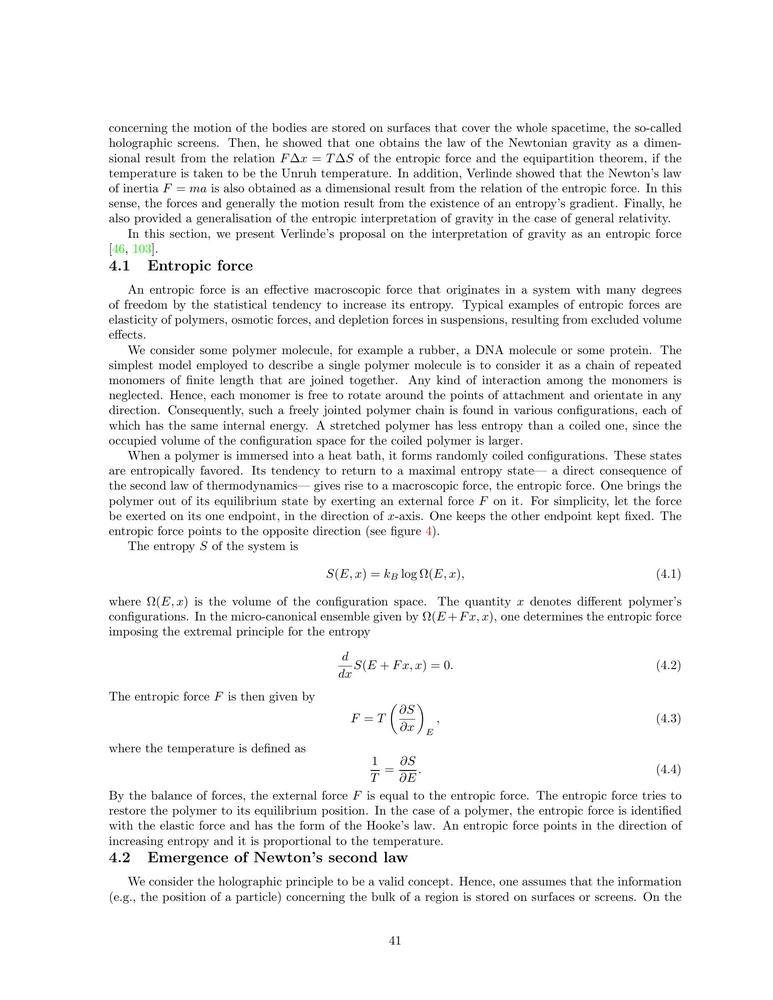 concerning the motion of the bodies are stored on surfaces that cover the whole spacetime, the so-called
holographic screens. Then, he showed that one obtains the law of the Newtonian gravity as a dimen-
sional result from the relation FΔx = TΔS of the entropic force and the equipartition theorem, if the
temperature is taken to be the Unruh temperature. In addition, Verlinde showed that the Newton's law
of inertia F = ma is also obtained as a dimensional result from the relation of the entropic force. In this
sense, the forces and generally the motion result from the existence of an entropy's gradient. Finally, he
also provided a generalisation of the entropic interpretation of gravity in the case of general relativity.
In this section, we present Verlinde's proposal on the interpretation of gravity as an entropic force
[46, 103].
4.1 Entropic force
An entropic force is an effective macroscopic force that originates in a system with many degrees
of freedom by the statistical tendency to increase its entropy. Typical examples of entropic forces are
elasticity of polymers, osmotic forces, and depletion forces in suspensions, resulting from excluded volume
effects.
We consider some polymer molecule, for example a rubber, a DNA molecule or some protein. The
simplest model employed to describe a single polymer molecule is to consider it as a chain of repeated
monomers of finite length that are joined together. Any kind of interaction among the monomers is
neglected. Hence, each monomer is free to rotate around the points of attachment and orientate in any
direction. Consequently, such a freely jointed polymer chain is found in various configurations, each of
which has the same internal energy. A stretched polymer has less entropy than a coiled one, since the
occupied volume of the configuration space for the coiled polymer is larger.
When a polymer is immersed into a heat bath, it forms randomly coiled configurations. These states
are entropically favored. Its tendency to return to a maximal entropy state— a direct consequence of
the second law of thermodynamics— gives rise to a macroscopic force, the entropic force. One brings the
polymer out of its equilibrium state by exerting an external force F on it. For simplicity, let the force
be exerted on its one endpoint, in the direction of x-axis. One keeps the other endpoint kept fixed. The
entropic force points to the opposite direction (see figure 4).
The entropy S of the system is
S(E, x) = k_B log Ω(E, x), (4.1)
where Ω(E, x) is the volume of the configuration space. The quantity x denotes different polymer's
configurations. In the micro-canonical ensemble given by Ω(E + Fx, x), one determines the entropic force
imposing the extremal principle for the entropy
d/dx S(E + Fx, x) = 0. (4.2)
The entropic force F is then given by
F = T (∂S/∂x)_E , (4.3)
where the temperature is defined as
1/T = ∂S/∂E. (4.4)
By the balance of forces, the external force F is equal to the entropic force. The entropic force tries to
restore the polymer to its equilibrium position. In the case of a polymer, the entropic force is identified
with the elastic force and has the form of the Hooke's law. An entropic force points in the direction of
increasing entropy and it is proportional to the temperature.
4.2 Emergence of Newton's second law
We consider the holographic principle to be a valid concept. Hence, one assumes that the information
(e.g., the position of a particle) concerning the bulk of a region is stored on surfaces or screens. On the
41